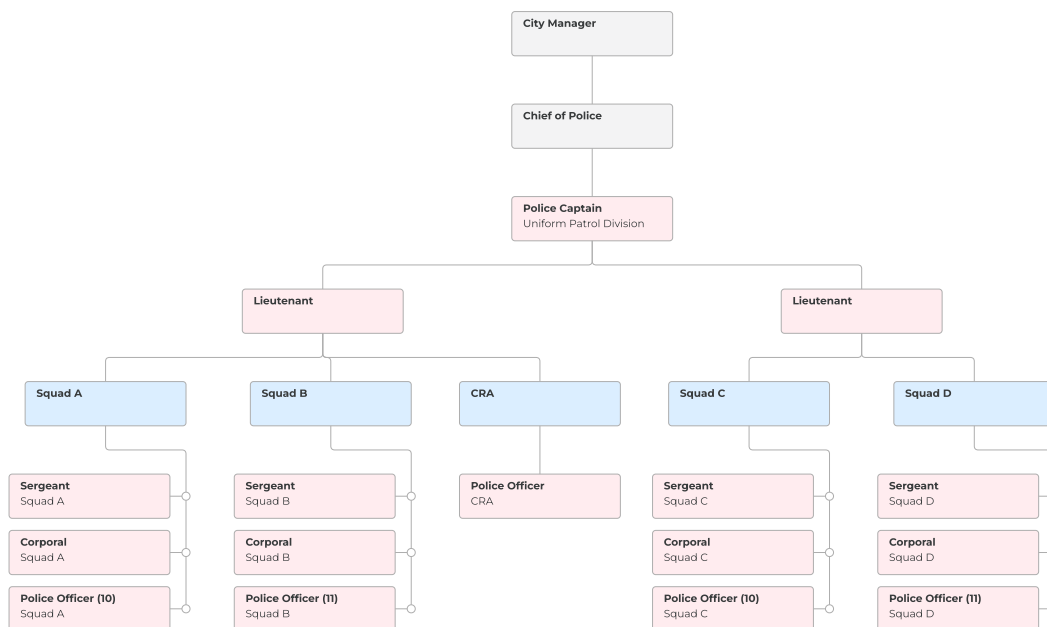 City Manager
Chief of Police
Police Captain
Uniform Patrol Division
Lieutenant
Lieutenant
Squad A
Squad B
CRA
Squad C
Squad D
Sergeant
Squad A
Sergeant
Squad B
Police Officer
CRA
Sergeant
Squad C
Sergeant
Squad D
Corporal
Squad A
Corporal
Squad B
Corporal
Squad C
Corporal
Squad D
Police Officer (10)
Squad A
Police Officer (11)
Squad B
Police Officer (10)
Squad C
Police Officer (11)
Squad D